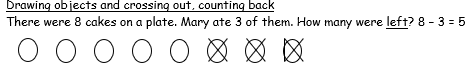 Drawing objects and crossing out, counting back
There were 8 cakes on a plate. Mary ate 3 of them. How many were left? 8 – 3 = 5